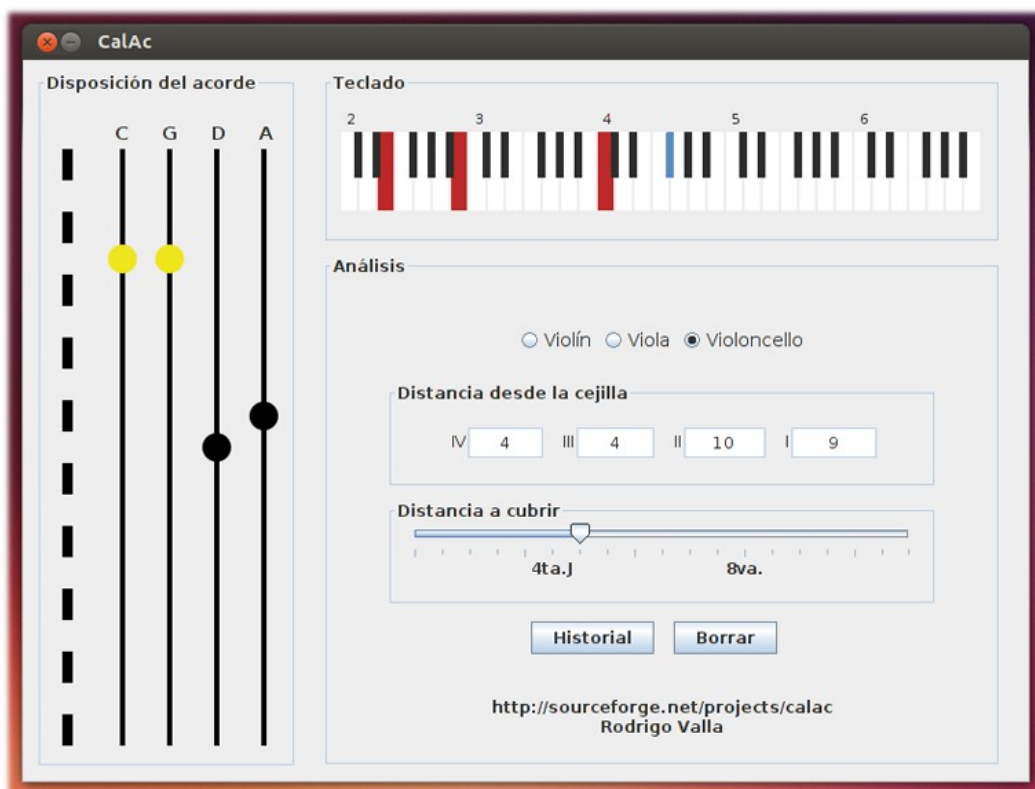 CalAc
Disposición del acorde
C G D A
Teclado
2 3 4 5 6
Análisis
Violín Viola Violoncello
Distancia desde la cejilla
IV 4 III 4 II 10 I 9
Distancia a cubrir
4ta.J 8va.
Historial Borrar
http://sourceforge.net/projects/calac
Rodrigo Valla